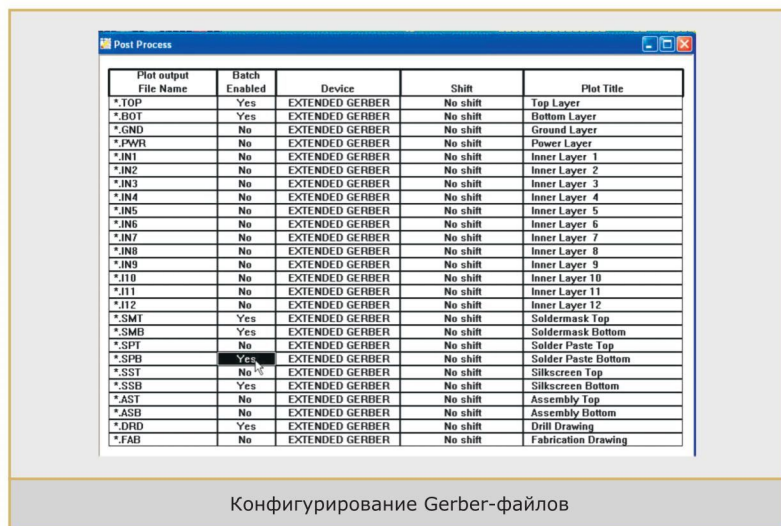 Post Process
Plot output File Name Batch Enabled Device Shift Plot Title
*.TOP Yes EXTENDED GERBER No shift Top Layer
*.BOT Yes EXTENDED GERBER No shift Bottom Layer
*.GND No EXTENDED GERBER No shift Ground Layer
*.PWR No EXTENDED GERBER No shift Power Layer
*.IN1 No EXTENDED GERBER No shift Inner Layer 1
*.IN2 No EXTENDED GERBER No shift Inner Layer 2
*.IN3 No EXTENDED GERBER No shift Inner Layer 3
*.IN4 No EXTENDED GERBER No shift Inner Layer 4
*.IN5 No EXTENDED GERBER No shift Inner Layer 5
*.IN6 No EXTENDED GERBER No shift Inner Layer 6
*.IN7 No EXTENDED GERBER No shift Inner Layer 7
*.IN8 No EXTENDED GERBER No shift Inner Layer 8
*.IN9 No EXTENDED GERBER No shift Inner Layer 9
*.I10 No EXTENDED GERBER No shift Inner Layer 10
*.I11 No EXTENDED GERBER No shift Inner Layer 11
*.I12 No EXTENDED GERBER No shift Inner Layer 12
*.SMT Yes EXTENDED GERBER No shift Soldermask Top
*.SMB Yes EXTENDED GERBER No shift Soldermask Bottom
*.SPT No EXTENDED GERBER No shift Solder Paste Top
*.SPB Yes EXTENDED GERBER No shift Solder Paste Bottom
*.SST No EXTENDED GERBER No shift Silkscreen Top
*.SSB Yes EXTENDED GERBER No shift Silkscreen Bottom
*.AST No EXTENDED GERBER No shift Assembly Top
*.ASB No EXTENDED GERBER No shift Assembly Bottom
*.DRD Yes EXTENDED GERBER No shift Drill Drawing
*.FAB No EXTENDED GERBER No shift Fabrication Drawing
Конфигурирование Gerber-файлов